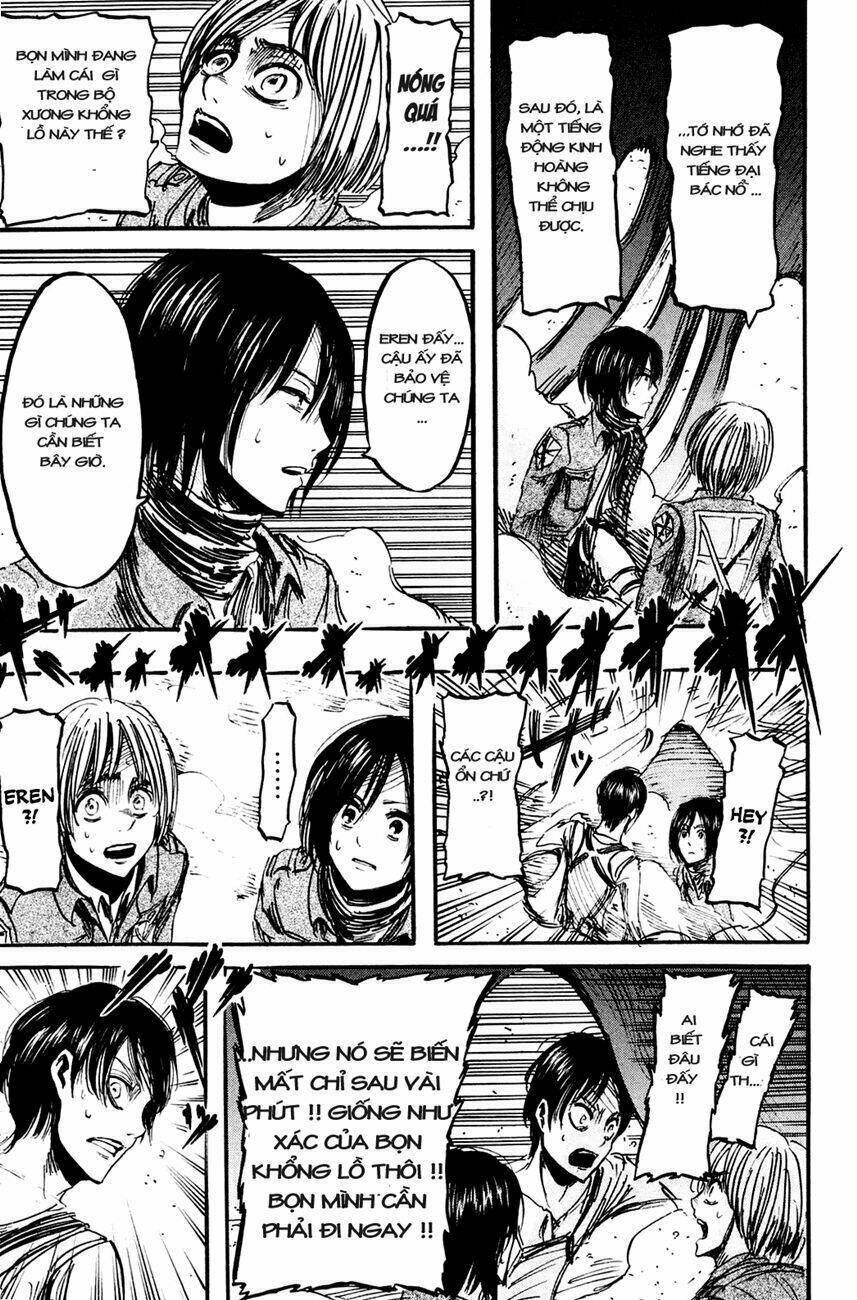 ...TỚ NHỚ ĐÃ
NGHE THẤY
TIẾNG ĐẠI
BÁC NỔ ...
SAU ĐÓ, LÀ
MỘT TIẾNG
ĐỘNG KINH
HOÀNG
KHÔNG
THỂ CHỊU
ĐƯỢC.
NÓNG
QUÁ
...!!
BỌN MÌNH ĐANG
LÀM CÁI GÌ
TRONG BỘ
XƯƠNG KHỔNG
LỒ NÀY THẾ ?
EREN ĐẤY...
CẬU ẤY ĐÃ
BẢO VỆ
CHÚNG TA
...
ĐÓ LÀ NHỮNG
GÌ CHÚNG TA
CẦN BIẾT
BÂY GIỜ.
HEY
?!
CÁC CẬU
ỔN CHỨ
..?!
......
EREN
?!
CÁI
GÌ
TH...
AI
BIẾT
ĐÂU
ĐẤY
!!
...NHƯNG NÓ SẼ BIẾN
MẤT CHỈ SAU VÀI
PHÚT !! GIỐNG NHƯ
XÁC CỦA BỌN
KHỔNG LỒ THÔI !!
BỌN MÌNH CẦN
PHẢI ĐI NGAY !!